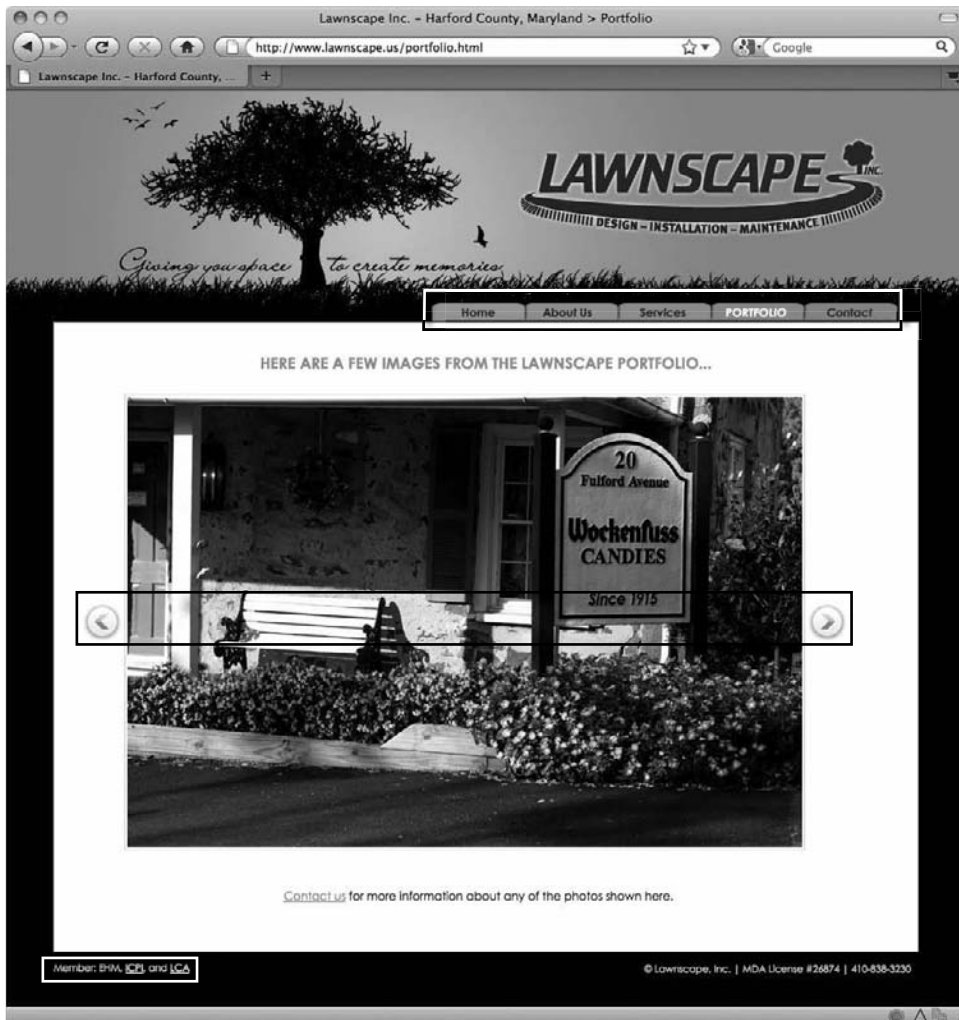 Lawnscape Inc. – Harford County, Maryland > Portfolio
http://www.lawnscape.us/portfolio.html
Google
Lawnscape Inc. – Harford County, ...
LAWNSCAPE INC.
DESIGN – INSTALLATION – MAINTENANCE
Giving you space to create memories
Home About Us Services PORTFOLIO Contact
HERE ARE A FEW IMAGES FROM THE LAWNSCAPE PORTFOLIO...
20
Fulford Avenue
Wockenfuss
CANDIES
Since 1915
Contact us for more information about any of the photos shown here.
Member: EHM, ICPI, and LCA
© Lawnscape, Inc. | MDA License #26874 | 410-838-3230